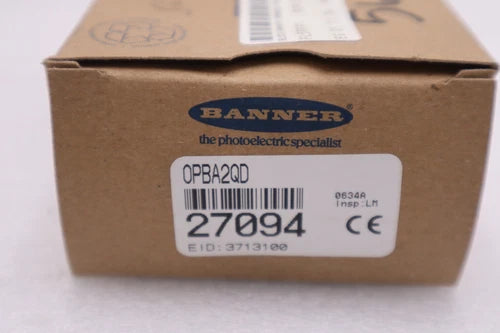 BANNER
the photoelectric specialist
OPBA2QD
0634A
Insp:LM
27094
CE
EID:3713100